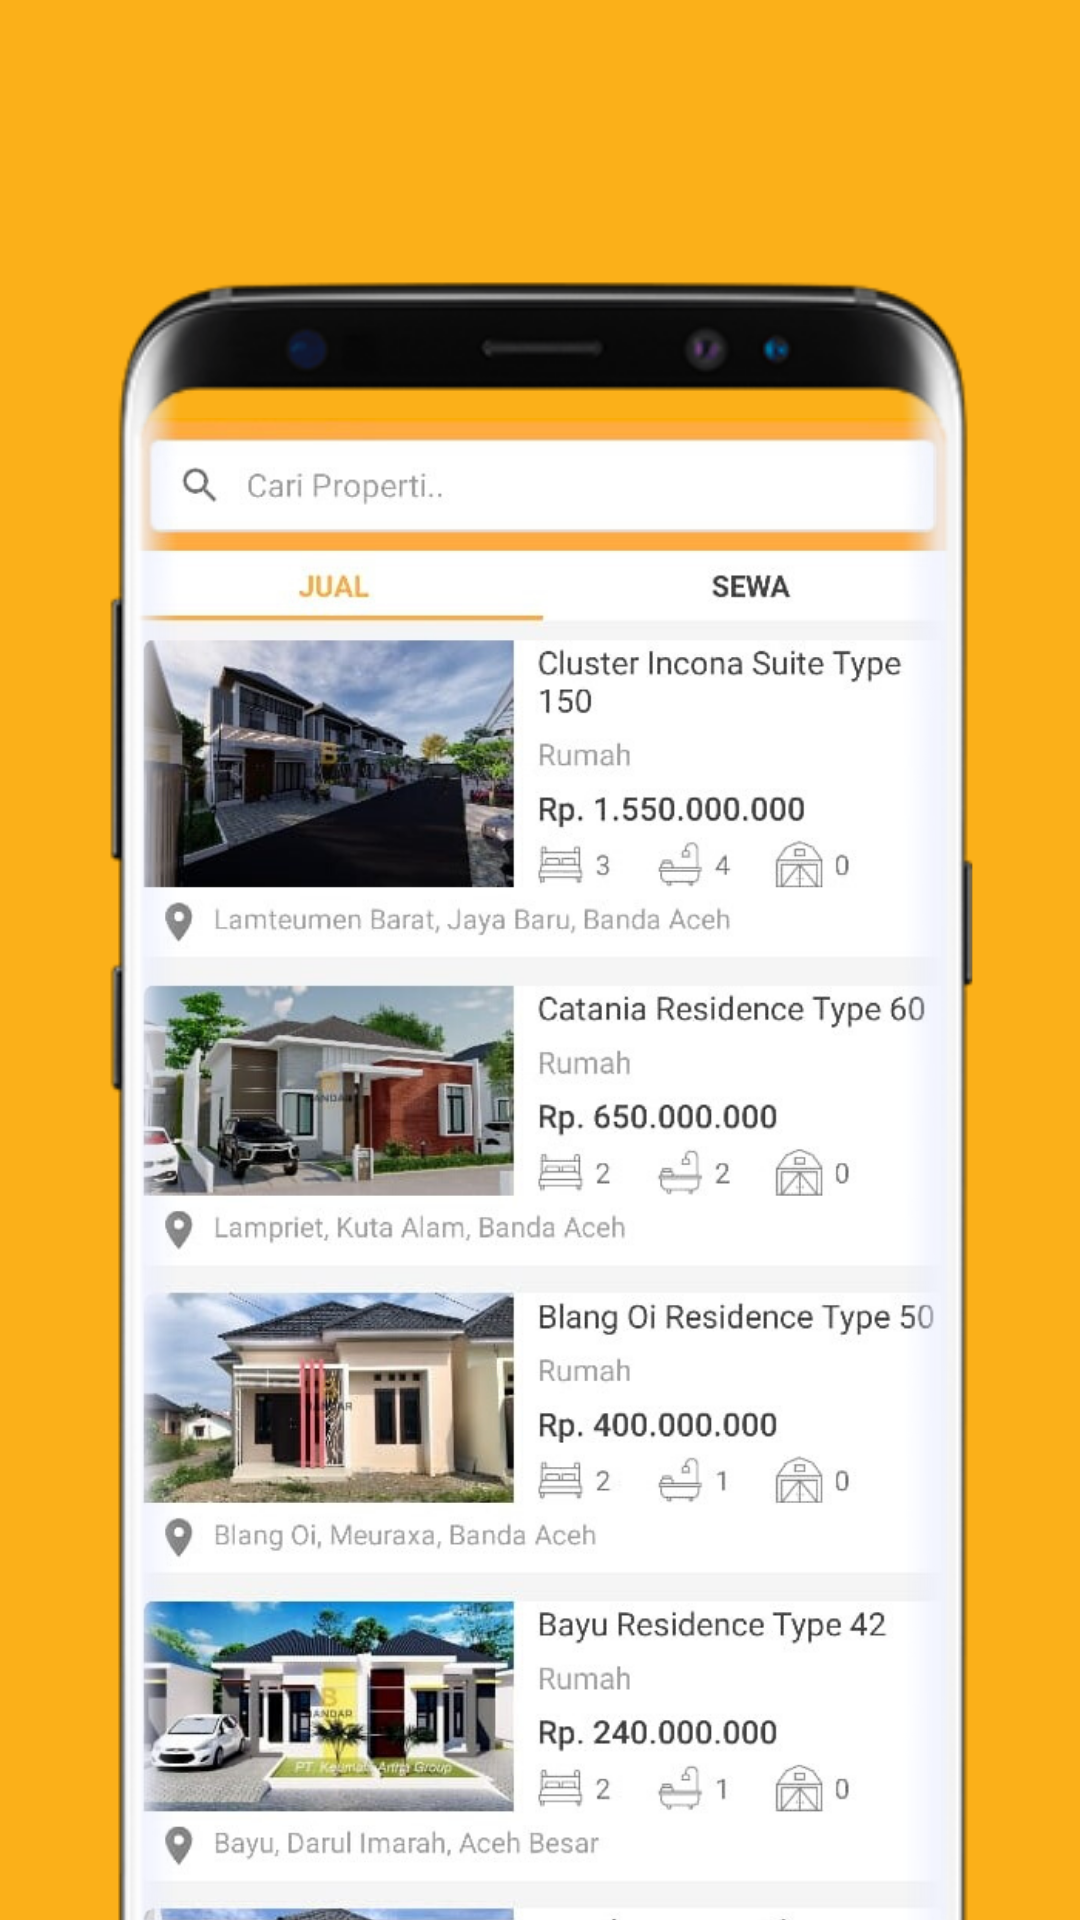 Cari Properti..
JUAL
SEWA
Cluster Incona Suite Type
150
Rumah
Rp. 1.550.000.000
3 4 0
Lamteumen Barat, Jaya Baru, Banda Aceh
Catania Residence Type 60
Rumah
Rp. 650.000.000
2 2 0
Lampriet, Kuta Alam, Banda Aceh
Blang Oi Residence Type 50
Rumah
Rp. 400.000.000
2 1 0
Blang Oi, Meuraxa, Banda Aceh
B
BANDAR
PT. Artha Group
Bayu Residence Type 42
Rumah
Rp. 240.000.000
2 1 0
Bayu, Darul Imarah, Aceh Besar